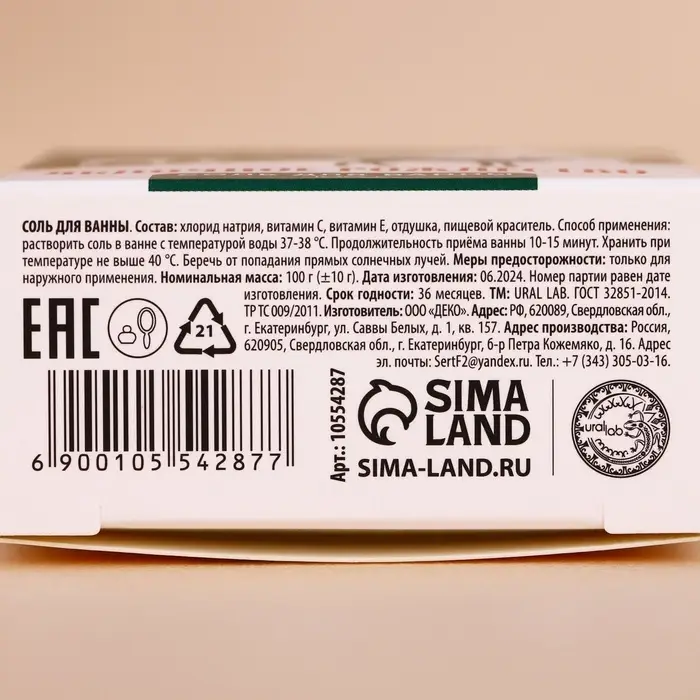 СОЛЬ ДЛЯ ВАННЫ. Состав: хлорид натрия, витамин С, витамин Е, отдушка, пищевой краситель. Способ применения:
растворить соль в ванне с температурой воды 37-38 °С. Продолжительность приёма ванны 10-15 минут. Хранить при
температуре не выше 40 °С. Беречь от попадания прямых солнечных лучей. Меры предосторожности: только для
наружного применения. Номинальная масса: 100 г (±10 г). Дата изготовления: 06.2024. Номер партии равен дате
изготовления. Срок годности: 36 месяцев. ТМ: URAL LAB. ГОСТ 32851-2014.
ТР ТС 009/2011. Изготовитель: ООО «ДЕКО». Адрес: РФ, 620089, Свердловская обл.,
г. Екатеринбург, ул. Саввы Белых, д. 1, кв. 157. Адрес производства: Россия,
620905, Свердловская обл., г. Екатеринбург, б-р Петра Кожемяко, д. 16. Адрес
эл. почты: SertF2@yandex.ru. Тел.: +7 (343) 305-03-16.
EAC
21
6 900105 542877
Арт.: 10554287
SIMA
LAND
SIMA-LAND.RU
ural lab